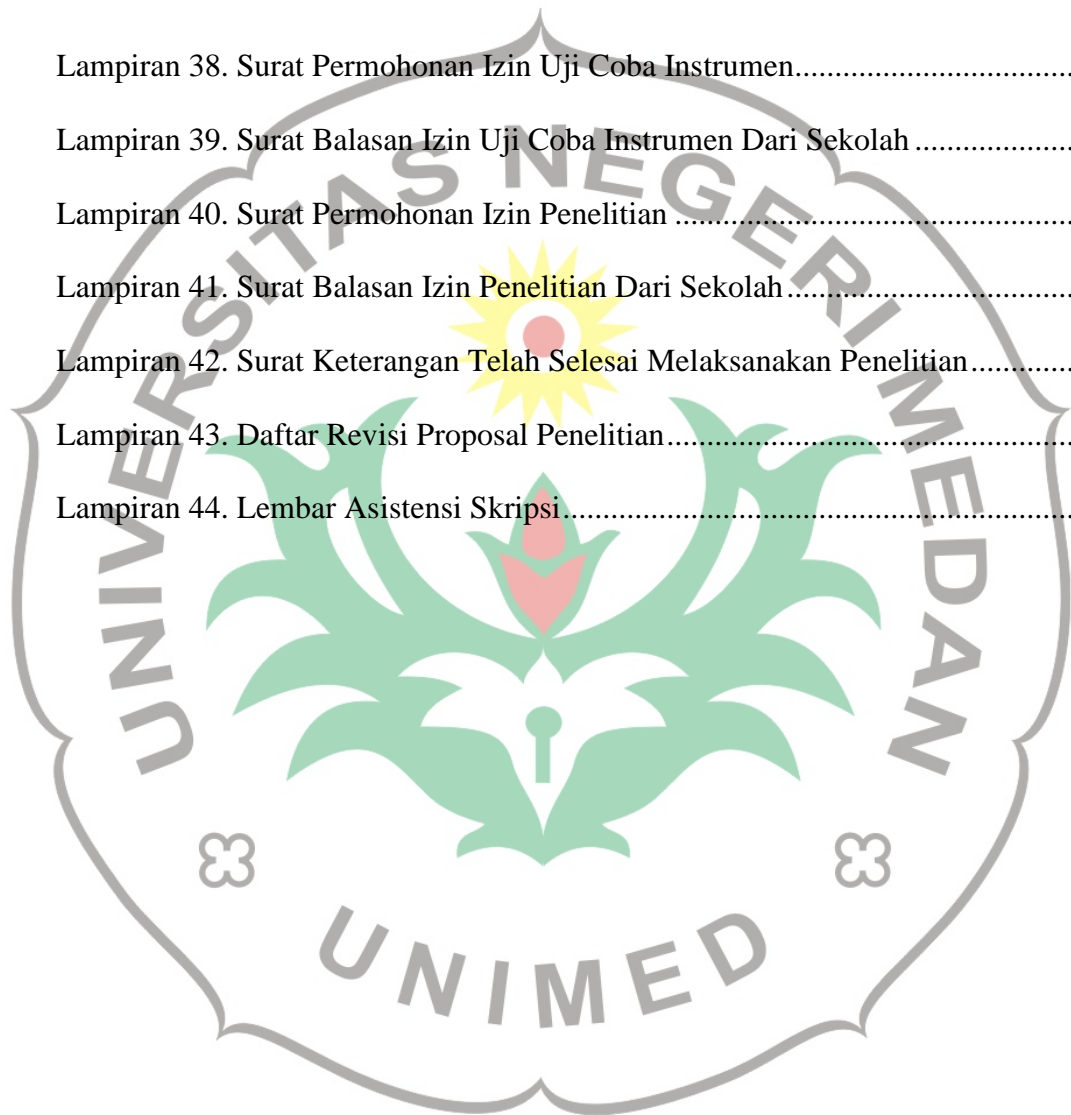 Lampiran 38. Surat Permohonan Izin Uji Coba Instrumen.............................
Lampiran 39. Surat Balasan Izin Uji Coba Instrumen Dari Sekolah ....................
Lampiran 40. Surat Permohonan Izin Penelitian ..................................................
Lampiran 41. Surat Balasan Izin Penelitian Dari Sekolah....................................
Lampiran 42. Surat Keterangan Telah Selesai Melaksanakan Penelitian.............
Lampiran 43. Daftar Revisi Proposal Penelitian...................................................
Lampiran 44. Lembar Asistensi Skripsi................................................................
UNIVERSITAS NEGERI MEDAN
UNIMED